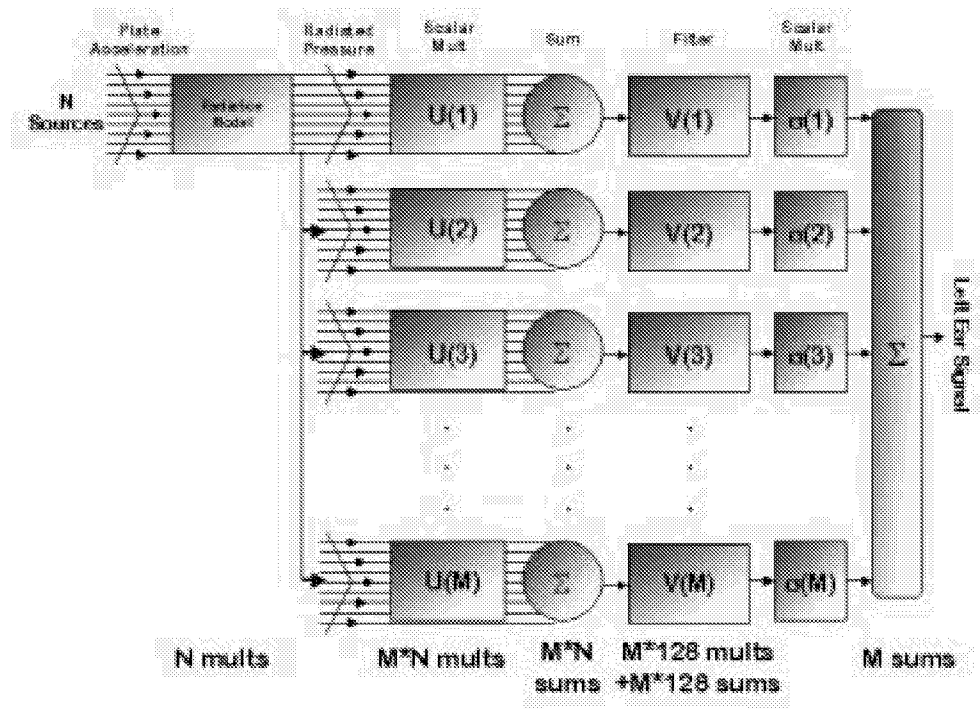 Plate
Acceleration
Radiated
Pressure
Scalar
Mult
Sum
Filter
Scalar
Mult
N
Sources
Model
U(1)
Σ
V(1)
σ(1)
U(2)
Σ
V(2)
σ(2)
U(3)
Σ
V(3)
σ(3)
Σ
Left Ear Signal
U(M)
Σ
V(M)
σ(M)
N mults
M*N mults
M*N
sums
M*128 mults
+M*128 sums
M sums